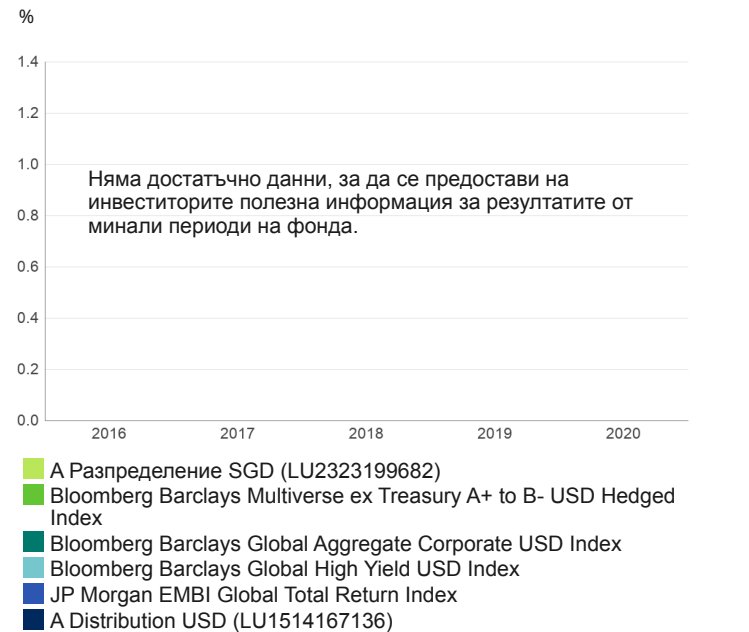 %
1.4
1.2
1.0
Няма достатъчно данни, за да се предостави на
инвеститорите полезна информация за резултатите от
минали периоди на фонда.
0.8
0.6
0.4
0.2
0.0
2016 2017 2018 2019 2020
А Разпределение SGD (LU2323199682)
Bloomberg Barclays Multiverse ex Treasury A+ to B- USD Hedged
Index
Bloomberg Barclays Global Aggregate Corporate USD Index
Bloomberg Barclays Global High Yield USD Index
JP Morgan EMBI Global Total Return Index
A Distribution USD (LU1514167136)